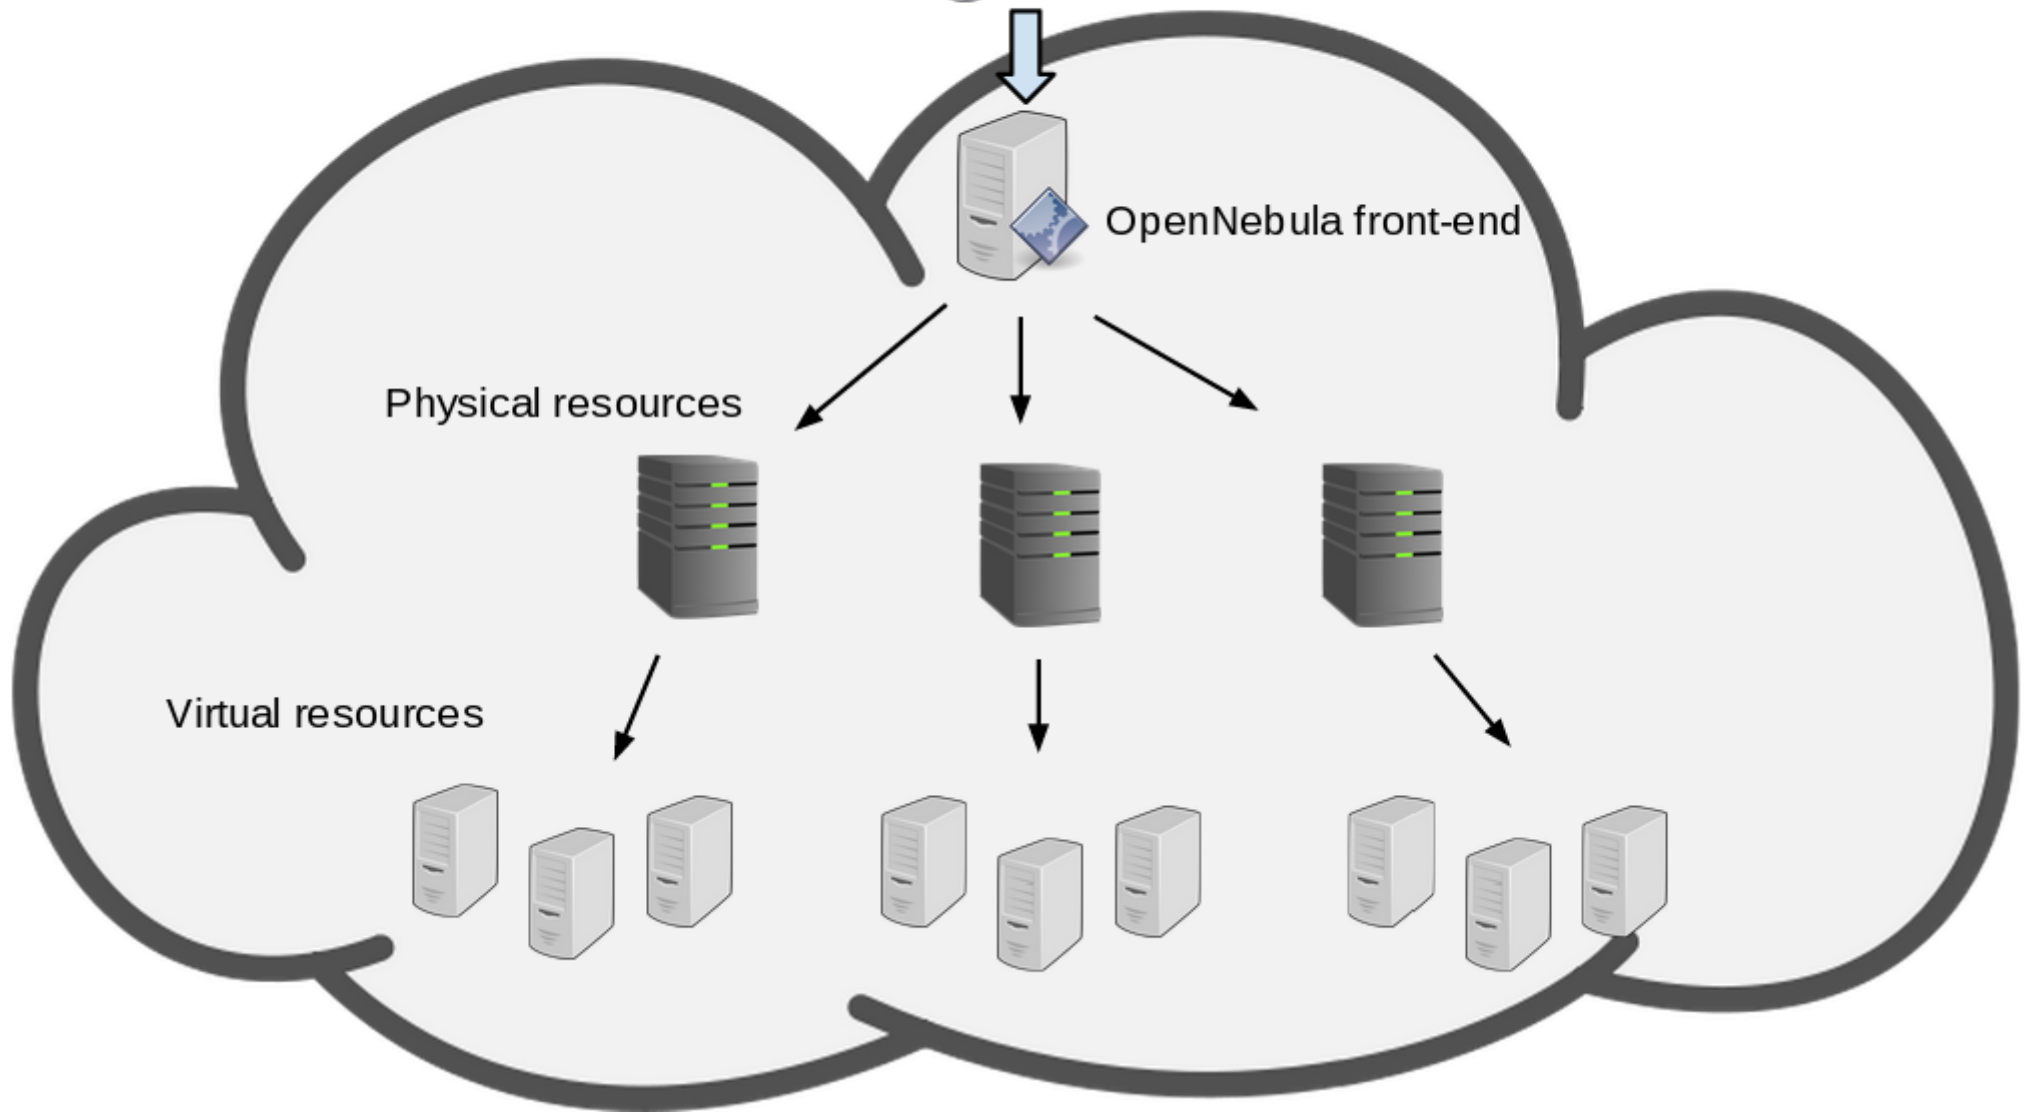 OpenNebula front-end
Physical resources
Virtual resources